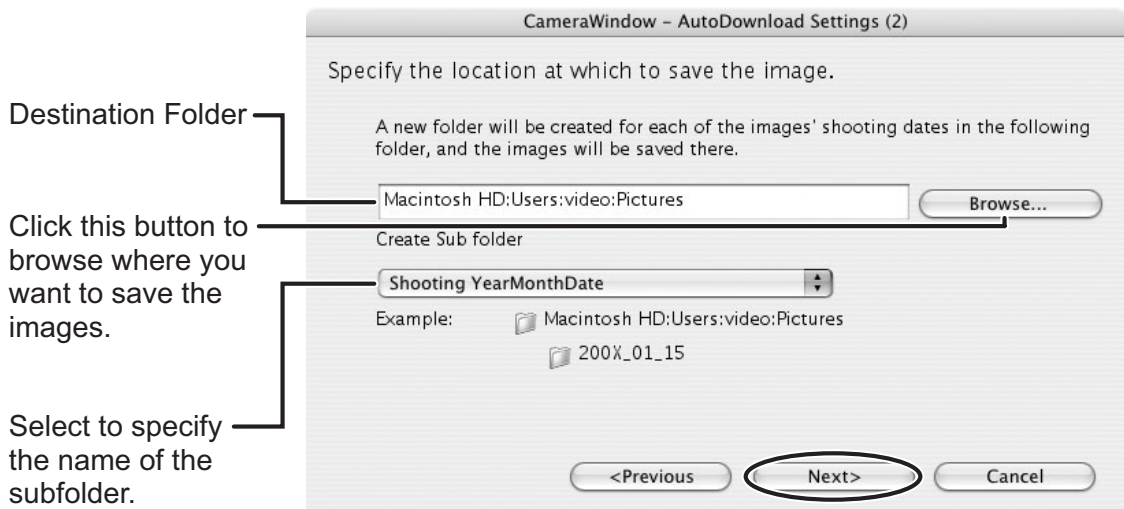 CameraWindow – AutoDownload Settings (2)
Specify the location at which to save the image.
Destination Folder
A new folder will be created for each of the images' shooting dates in the following
folder, and the images will be saved there.
Macintosh HD:Users:video:Pictures
Browse...
Click this button to
browse where you
want to save the
images.
Create Sub folder
Shooting YearMonthDate
Example:
Macintosh HD:Users:video:Pictures
200X_01_15
Select to specify
the name of the
subfolder.
<Previous
Next>
Cancel